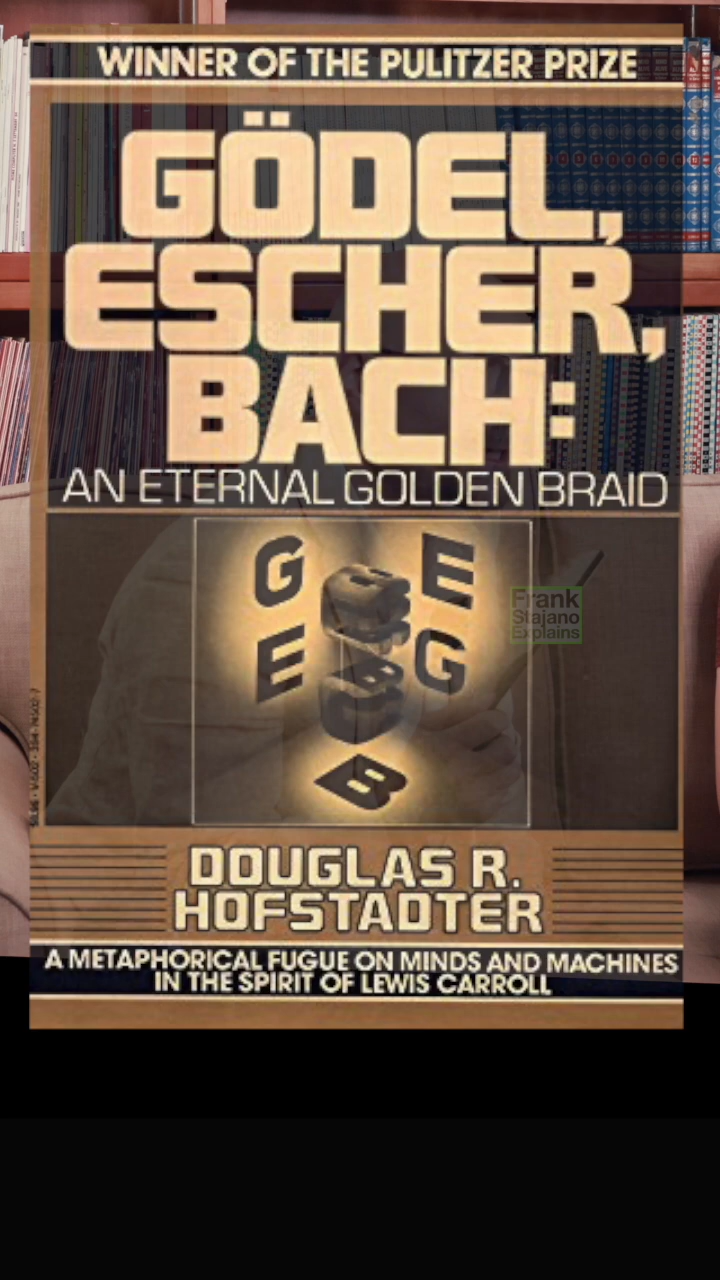 WINNER OF THE PULITZER PRIZE
GÖDEL,
ESCHER,
BACH:
AN ETERNAL GOLDEN BRAID
G
E
E
G
B
B
B
Frank
Stajano
Explains
DOUGLAS R.
HOFSTADTER
A METAPHORICAL FUGUE ON MINDS AND MACHINES
IN THE SPIRIT OF LEWIS CARROLL